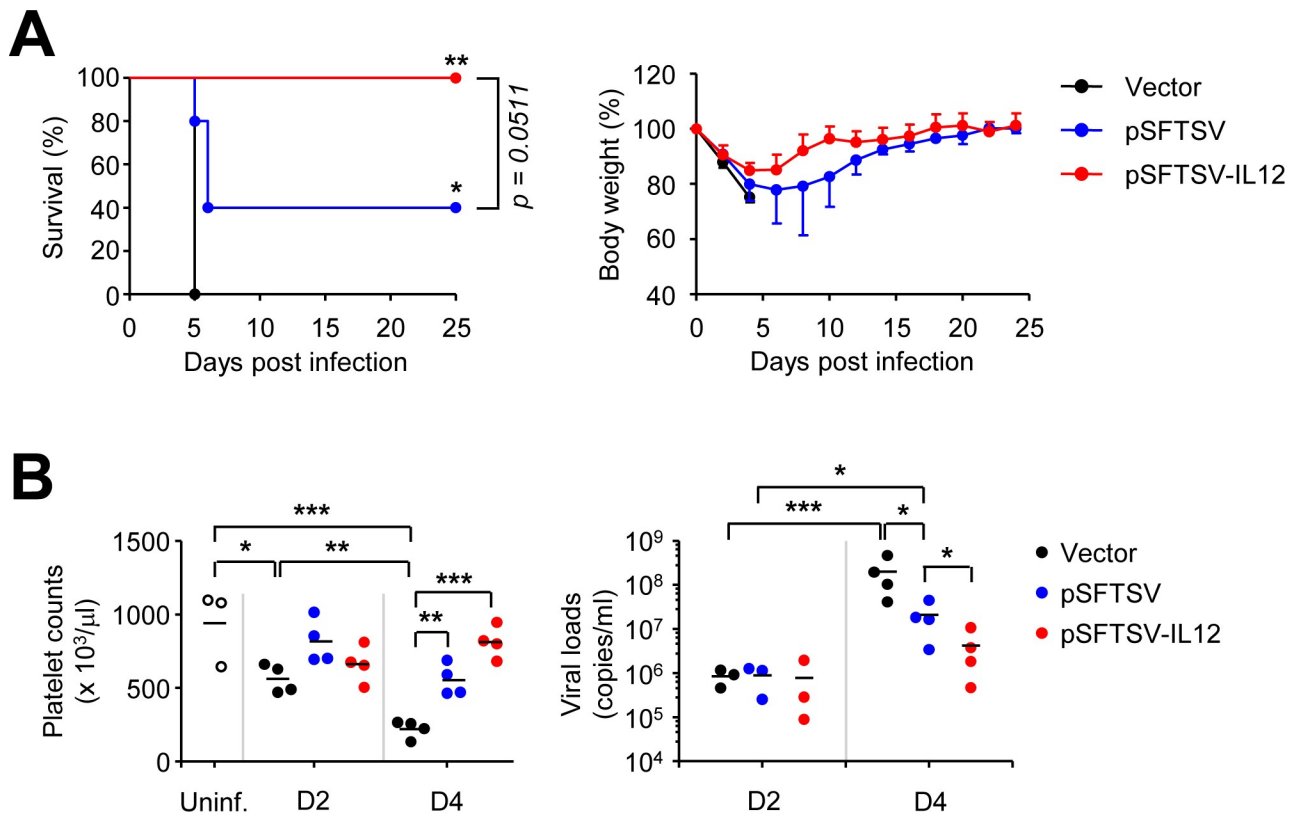 A
Survival (%)
100
80
60
40
20
0
0 5 10 15 20 25
Days post infection
**
*
p = 0.0511
Body weight (%)
120
100
80
60
40
0 5 10 15 20 25
Days post infection
Vector
pSFTSV
pSFTSV-IL12
B
Platelet counts
(x 10³/μl)
1500
1000
500
0
***
*
**
***
**
Uninf. D2 D4
Viral loads
(copies/ml)
10⁹
10⁸
10⁷
10⁶
10⁵
10⁴
*
***
*
*
D2 D4
Vector
pSFTSV
pSFTSV-IL12